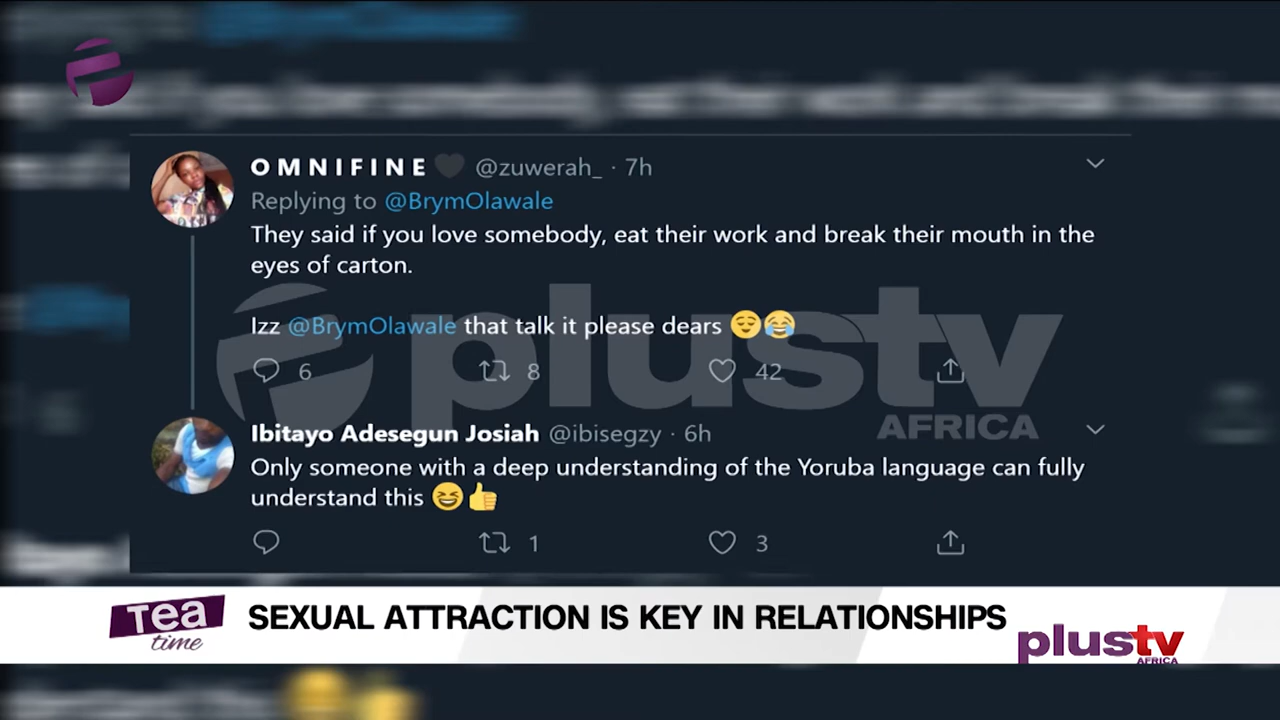 OMNIFINE🖤 @zuwerah_ · 7h
Replying to @BrymOlawale
They said if you love somebody, eat their work and break their mouth in the
eyes of carton.
Izz @BrymOlawale that talk it please dears 😌😂
6 8 42
plustv
AFRICA
Ibitayo Adesegun Josiah @ibisegzy · 6h
Only someone with a deep understanding of the Yoruba language can fully
understand this 😆👍
1 3
Tea
time
SEXUAL ATTRACTION IS KEY IN RELATIONSHIPS
plustv
AFRICA